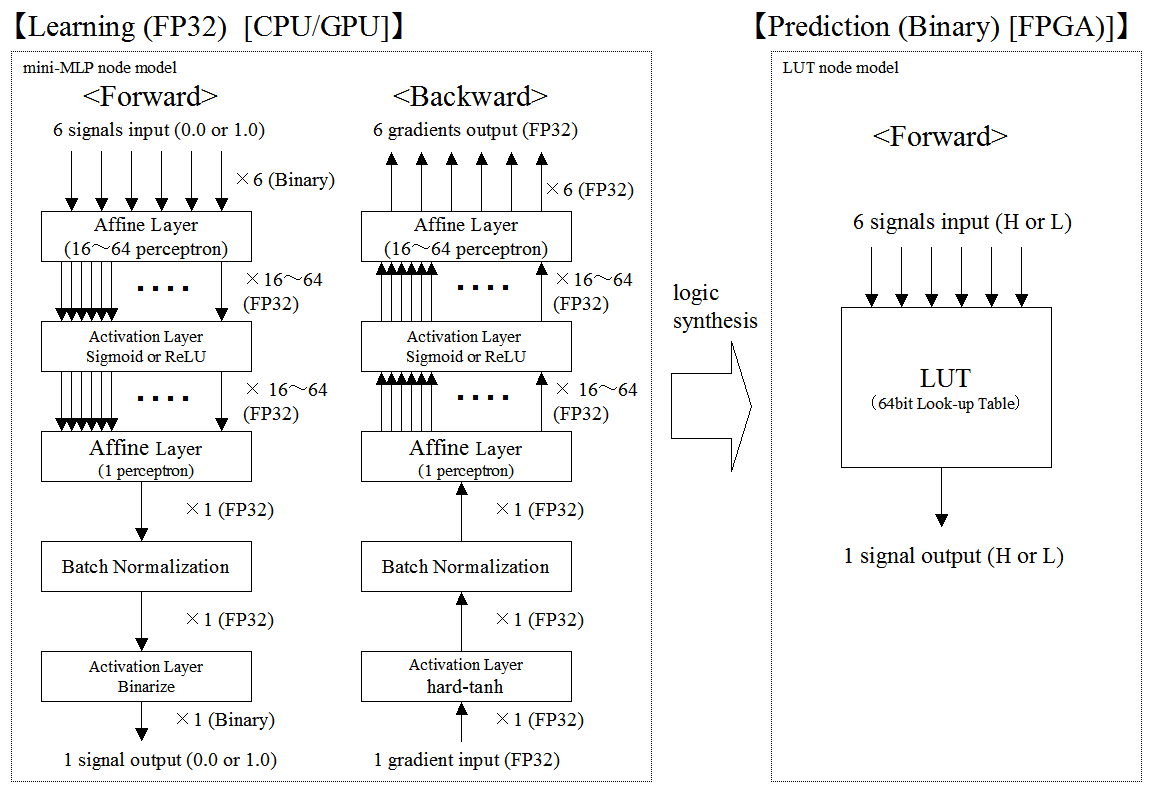 【Learning (FP32)  [CPU/GPU]】
mini-MLP node model
<Forward>
6 signals input (0.0 or 1.0)
×6 (Binary)
Affine Layer
(16～64 perceptron)
×16～64
(FP32)
Activation Layer
Sigmoid or ReLU
× 16～64
(FP32)
Affine Layer
(1 perceptron)
×1 (FP32)
Batch Normalization
×1 (FP32)
Activation Layer
Binarize
×1 (Binary)
1 signal output (0.0 or 1.0)
<Backward>
6 gradients output (FP32)
×6 (FP32)
Affine Layer
(16～64 perceptron)
×16～64
(FP32)
Activation Layer
Sigmoid or ReLU
× 16～64
(FP32)
Affine Layer
(1 perceptron)
×1 (FP32)
Batch Normalization
×1 (FP32)
Activation Layer
hard-tanh
×1 (FP32)
1 gradient input (FP32)
logic
synthesis
【Prediction (Binary) [FPGA)]】
LUT node model
<Forward>
6 signals input (H or L)
LUT
（64bit Look-up Table）
1 signal output (H or L)